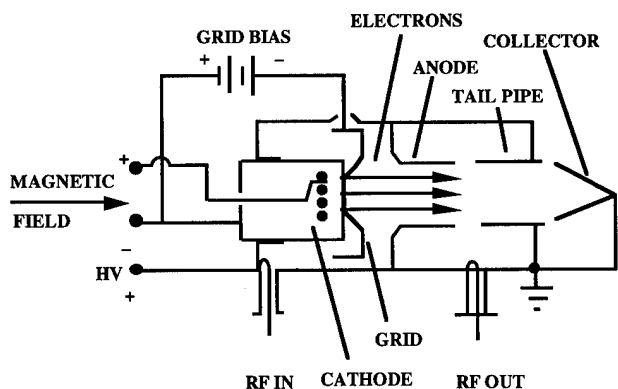 ELECTRONS
GRID BIAS
COLLECTOR
+ −
ANODE
TAIL PIPE
+
MAGNETIC
FIELD
−
HV
+
GRID
RF IN
CATHODE
RF OUT